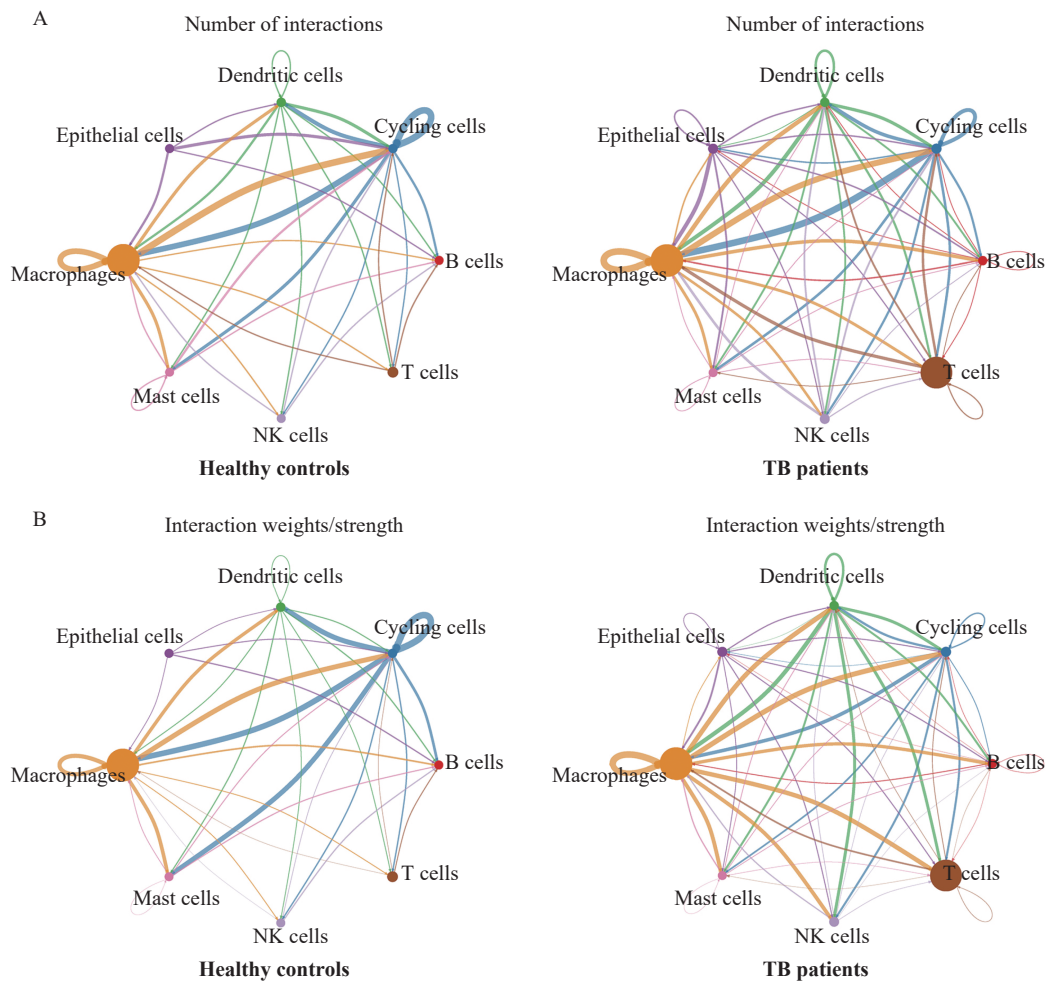 A
Number of interactions
Dendritic cells
Epithelial cells
Cycling cells
Macrophages
B cells
Mast cells
T cells
NK cells
Healthy controls
Number of interactions
Dendritic cells
Epithelial cells
Cycling cells
Macrophages
B cells
Mast cells
T cells
NK cells
TB patients
B
Interaction weights/strength
Dendritic cells
Epithelial cells
Cycling cells
Macrophages
B cells
Mast cells
T cells
NK cells
Healthy controls
Interaction weights/strength
Dendritic cells
Epithelial cells
Cycling cells
Macrophages
B cells
Mast cells
T cells
NK cells
TB patients